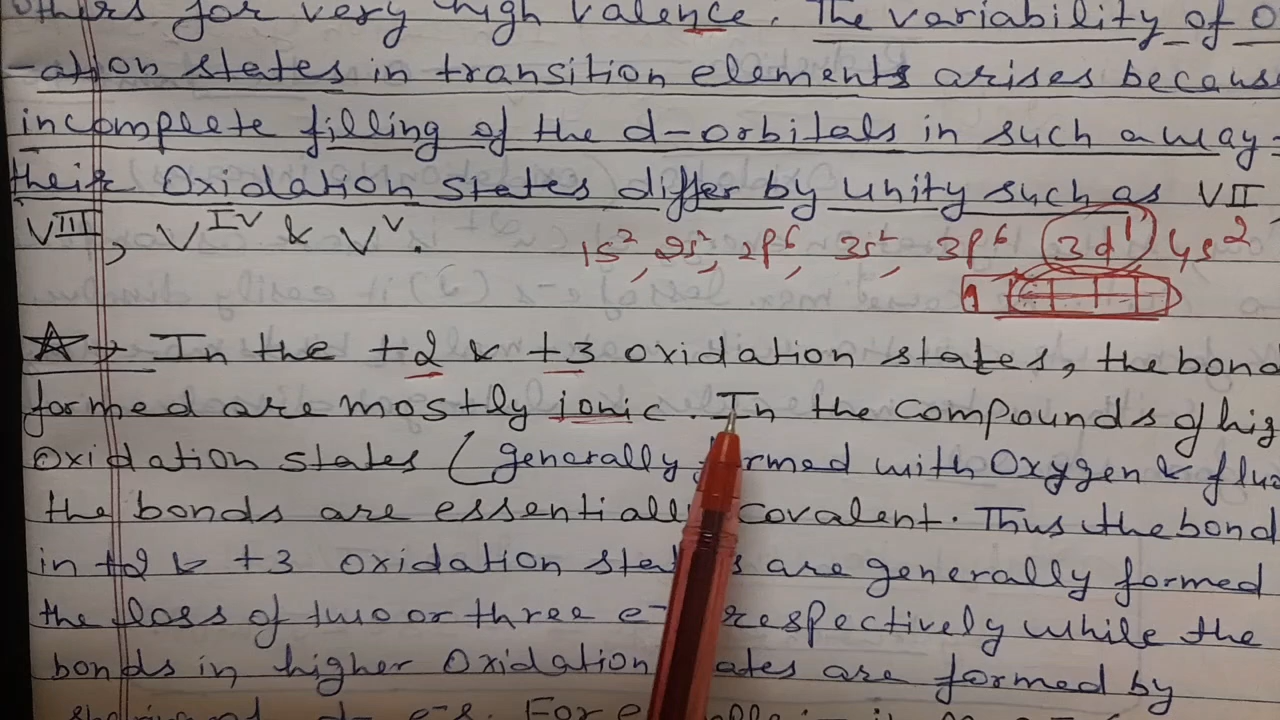 others for very high valence. The variability of O
-ation states in transition elements arises becaus
incomplete filling of the d-orbitals in such a way
their Oxidation states differ by unity such as VII,
VIII, V^IV & V^V.
1s², 2s², 2p⁶, 3s², 3p⁶ 3d¹ 4s²
1
☆→ In the +2 & +3 oxidation states, the bond
formed are mostly ionic. In the compounds of hig
Oxidation states (generally formed with Oxygen & fluo
the bonds are essentially covalent. Thus the bond
in +2 & +3 oxidation states are generally formed
the loss of two or three e- respectively while the
bonds in higher Oxidation states are formed by
d- e-s. For